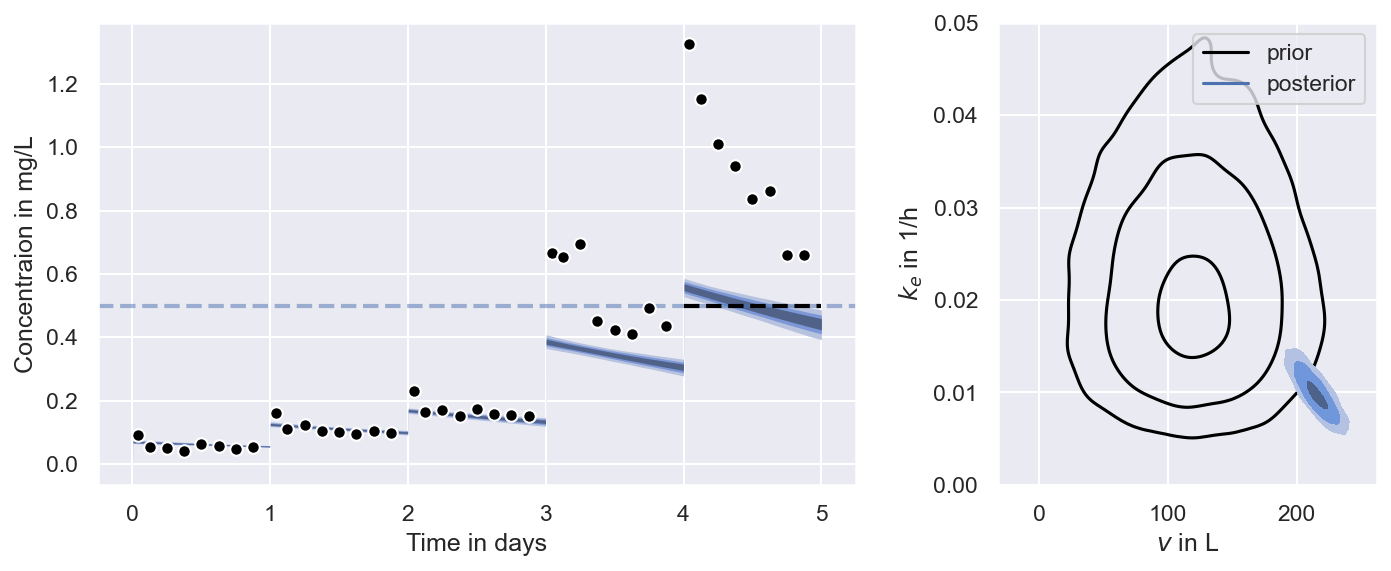 Concentraion in mg/L
1.2
1.0
0.8
0.6
0.4
0.2
0.0
0 1 2 3 4 5
Time in days
prior
posterior
k_e in 1/h
0.05
0.04
0.03
0.02
0.01
0.00
0 100 200
v in L